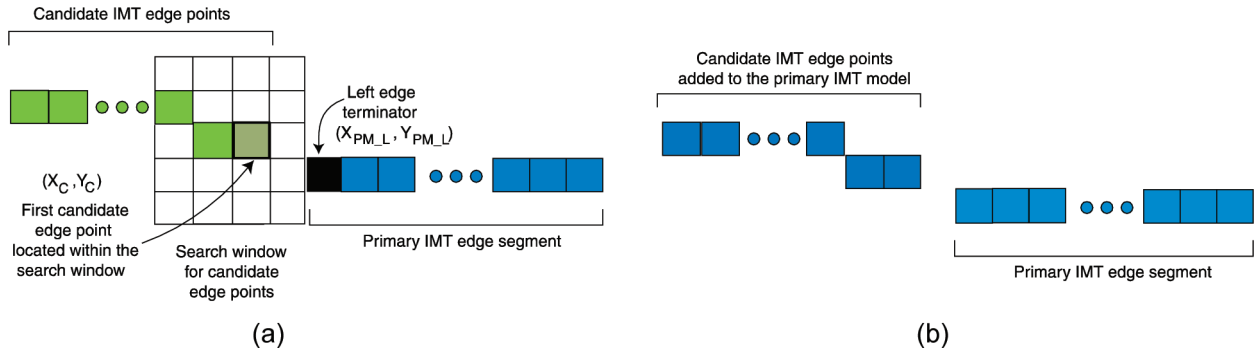 Candidate IMT edge points
Left edge
terminator
(X_PM_L, Y_PM_L)
(X_C, Y_C)
First candidate
edge point
located within the
search window
Search window
for candidate
edge points
Primary IMT edge segment
(a)
Candidate IMT edge points
added to the primary IMT model
Primary IMT edge segment
(b)